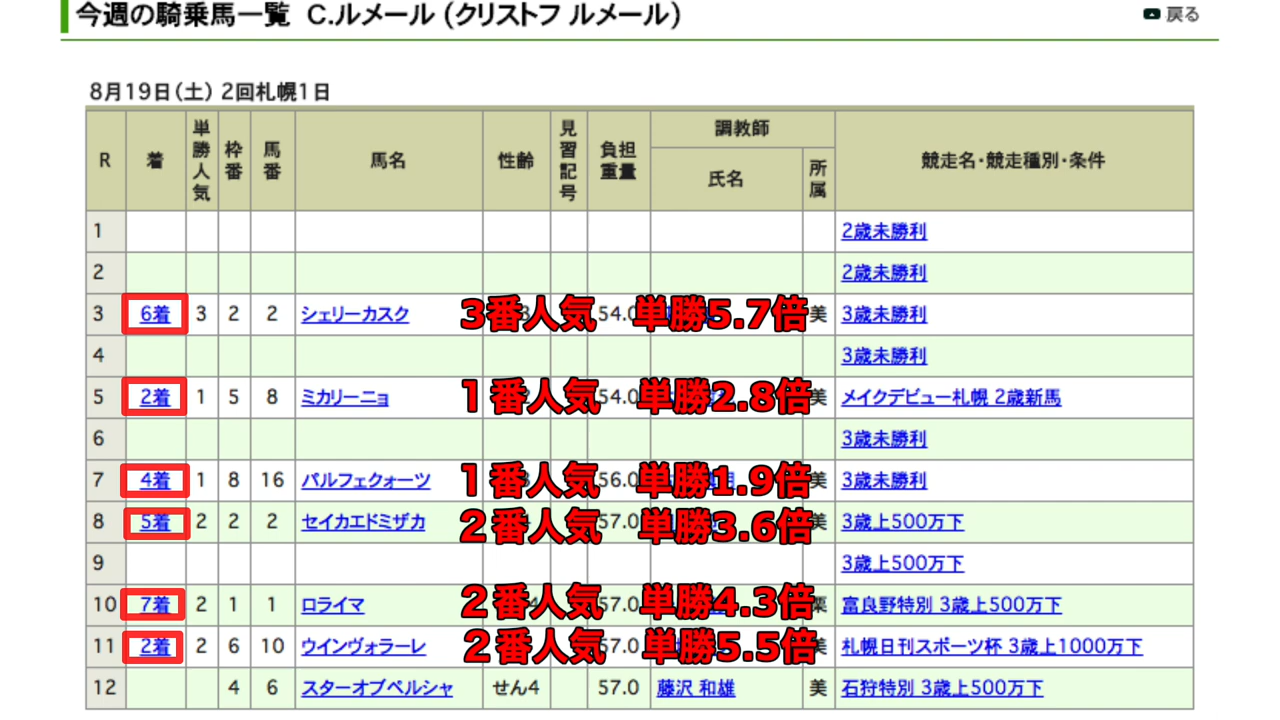 今週の騎乗馬一覧 C.ルメール (クリストフ ルメール)
戻る
8月19日(土) 2回札幌1日
R 着 単勝人気 枠番 馬番 馬名 性齢 見習記号 負担重量 調教師 氏名 所属 競走名・競走種別・条件
1 2歳未勝利
2 2歳未勝利
3 6着 3 2 2 シェリーカスク 3番人気 54.0 単勝5.7倍 美 3歳未勝利
4 3歳未勝利
5 2着 1 5 8 ミカリーニョ 1番人気 54.0 単勝2.8倍 美 メイクデビュー札幌 2歳新馬
6 3歳未勝利
7 4着 1 8 16 パルフェクォーツ 1番人気 56.0 単勝1.9倍 美 3歳未勝利
8 5着 2 2 2 セイカエドミザカ 2番人気 57.0 単勝3.6倍 美 3歳上500万下
9 3歳上500万下
10 7着 2 1 1 ロライマ 2番人気 57.0 単勝4.3倍 栗 富良野特別 3歳上500万下
11 2着 2 6 10 ウインヴォラーレ 2番人気 57.0 単勝5.5倍 美 札幌日刊スポーツ杯 3歳上1000万下
12 4 6 スターオブペルシャ せん4 57.0 藤沢 和雄 美 石狩特別 3歳上500万下